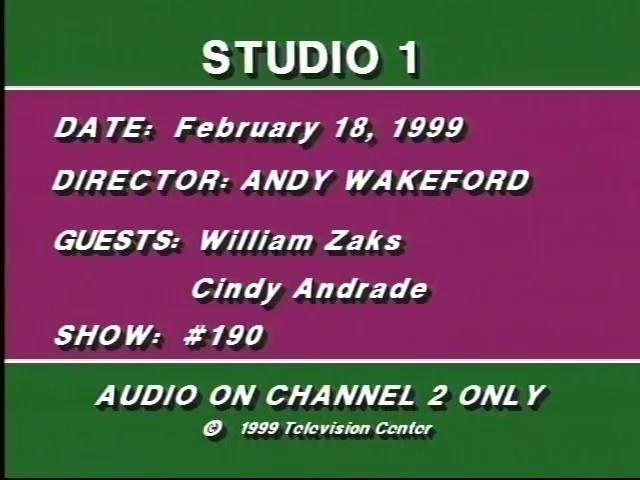 STUDIO 1
DATE: February 18, 1999
DIRECTOR: ANDY WAKEFORD
GUESTS: William Zaks
Cindy Andrade
SHOW: #190
AUDIO ON CHANNEL 2 ONLY
© 1999 Television Center